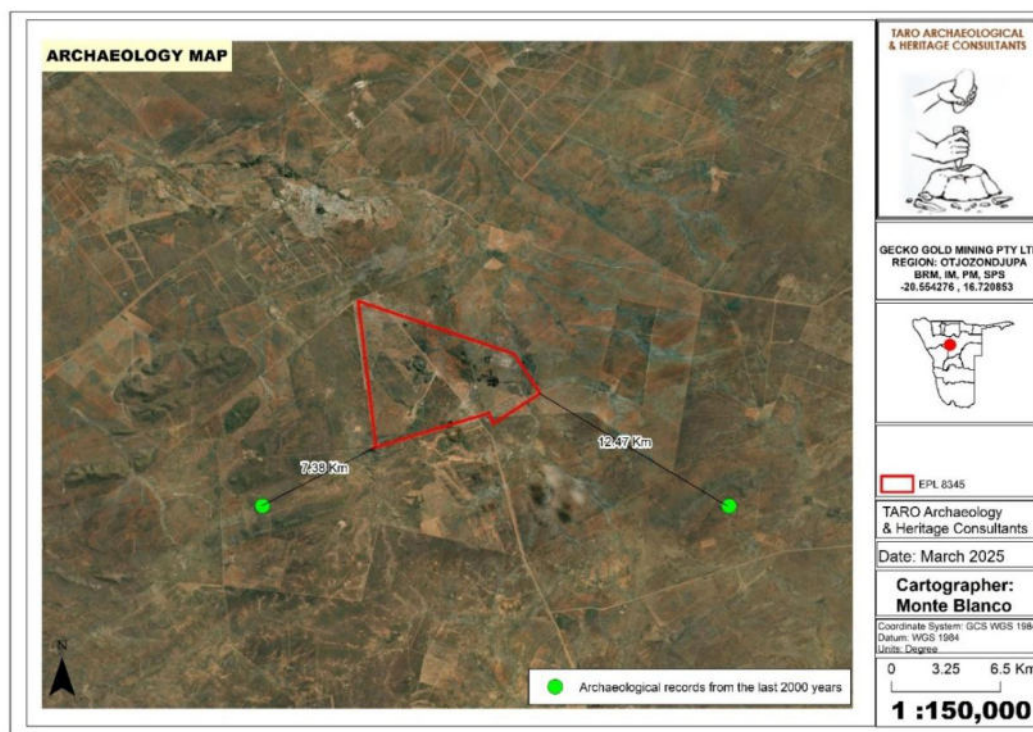 ARCHAEOLOGY MAP
7.38 Km
12.47 Km
N
Archaeological records from the last 2000 years
TARO ARCHAEOLOGICAL
& HERITAGE CONSULTANTS
GECKO GOLD MINING PTY LT
REGION: OTJOZONDJUPA
BRM, IM, PM, SPS
-20.554276 , 16.720853
EPL 8345
TARO Archaeology
& Heritage Consultants
Date: March 2025
Cartographer:
Monte Blanco
Coordinate System: GCS WGS 1984
Datum: WGS 1984
Units: Degree
0 3.25 6.5 Km
1 :150,000